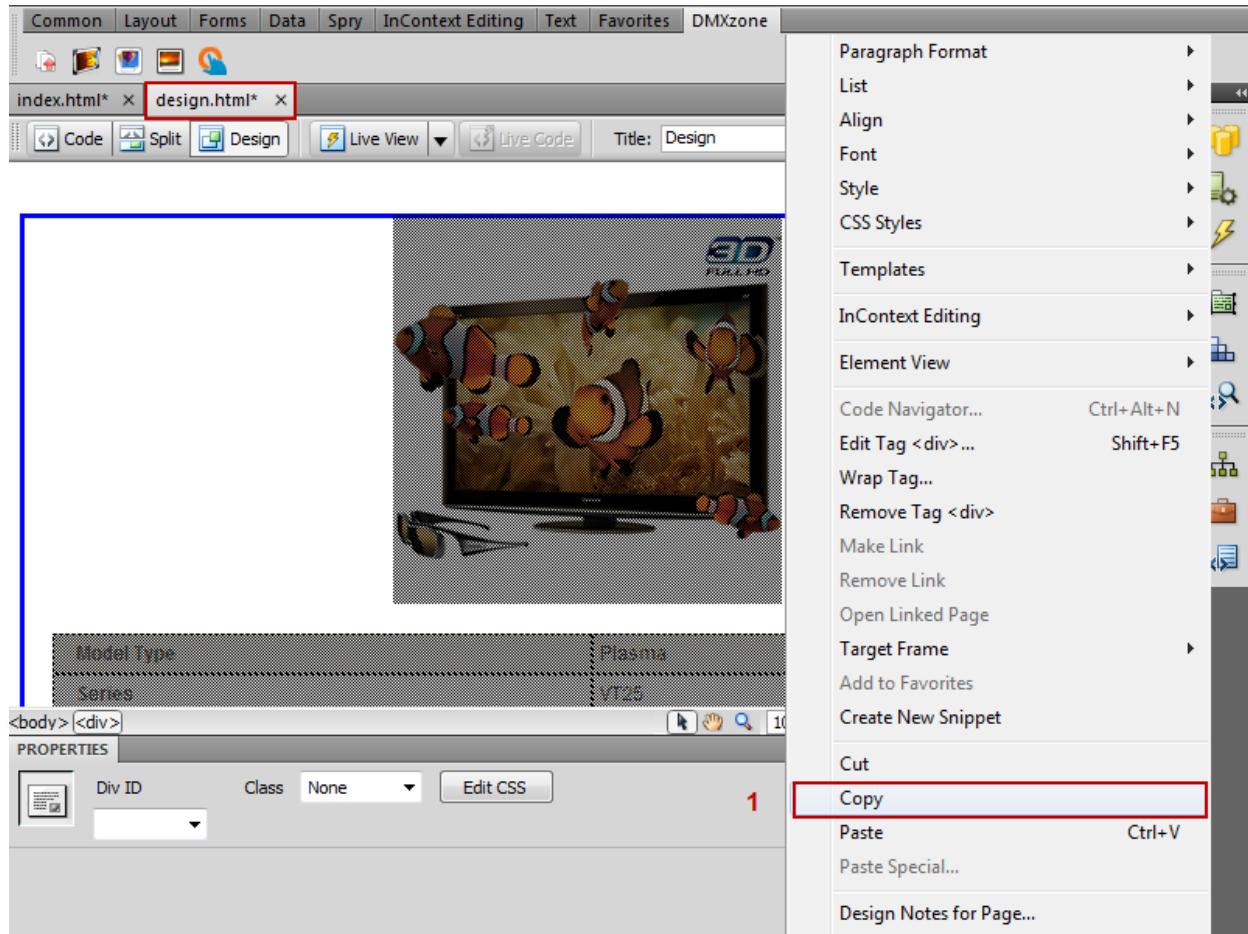 Common Layout Forms Data Spry InContext Editing Text Favorites DMXzone
index.html* × design.html* ×
Code Split Design Live View Live Code Title: Design
3D
FULL HD
Model Type Plasma
Series VT25
<body> <div>
PROPERTIES
Div ID Class None Edit CSS
1
Paragraph Format
List
Align
Font
Style
CSS Styles
Templates
InContext Editing
Element View
Code Navigator... Ctrl+Alt+N
Edit Tag <div>... Shift+F5
Wrap Tag...
Remove Tag <div>
Make Link
Remove Link
Open Linked Page
Target Frame
Add to Favorites
Create New Snippet
Cut
Copy
Paste Ctrl+V
Paste Special...
Design Notes for Page...